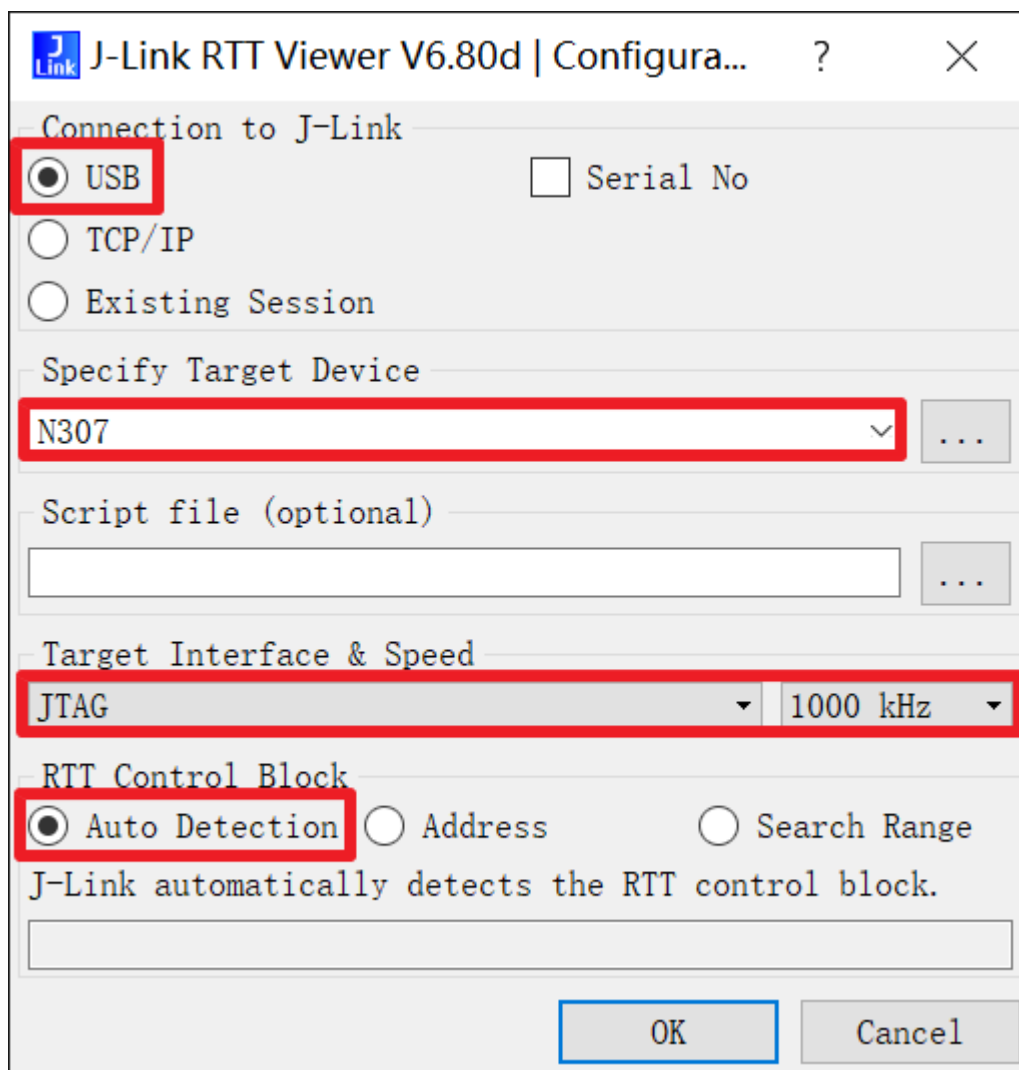 J-Link RTT Viewer V6.80d | Configura... ?
Connection to J-Link
USB Serial No
TCP/IP
Existing Session
Specify Target Device
N307 ...
Script file (optional)
...
Target Interface & Speed
JTAG 1000 kHz
RTT Control Block
Auto Detection Address Search Range
J-Link automatically detects the RTT control block.
OK Cancel